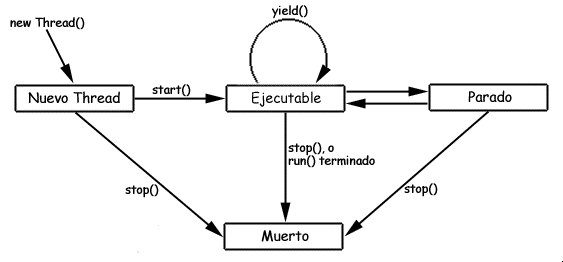 yield()
new Thread()
Nuevo Thread
start()
Ejecutable
Parado
stop(), o
run() terminado
stop()
stop()
Muerto